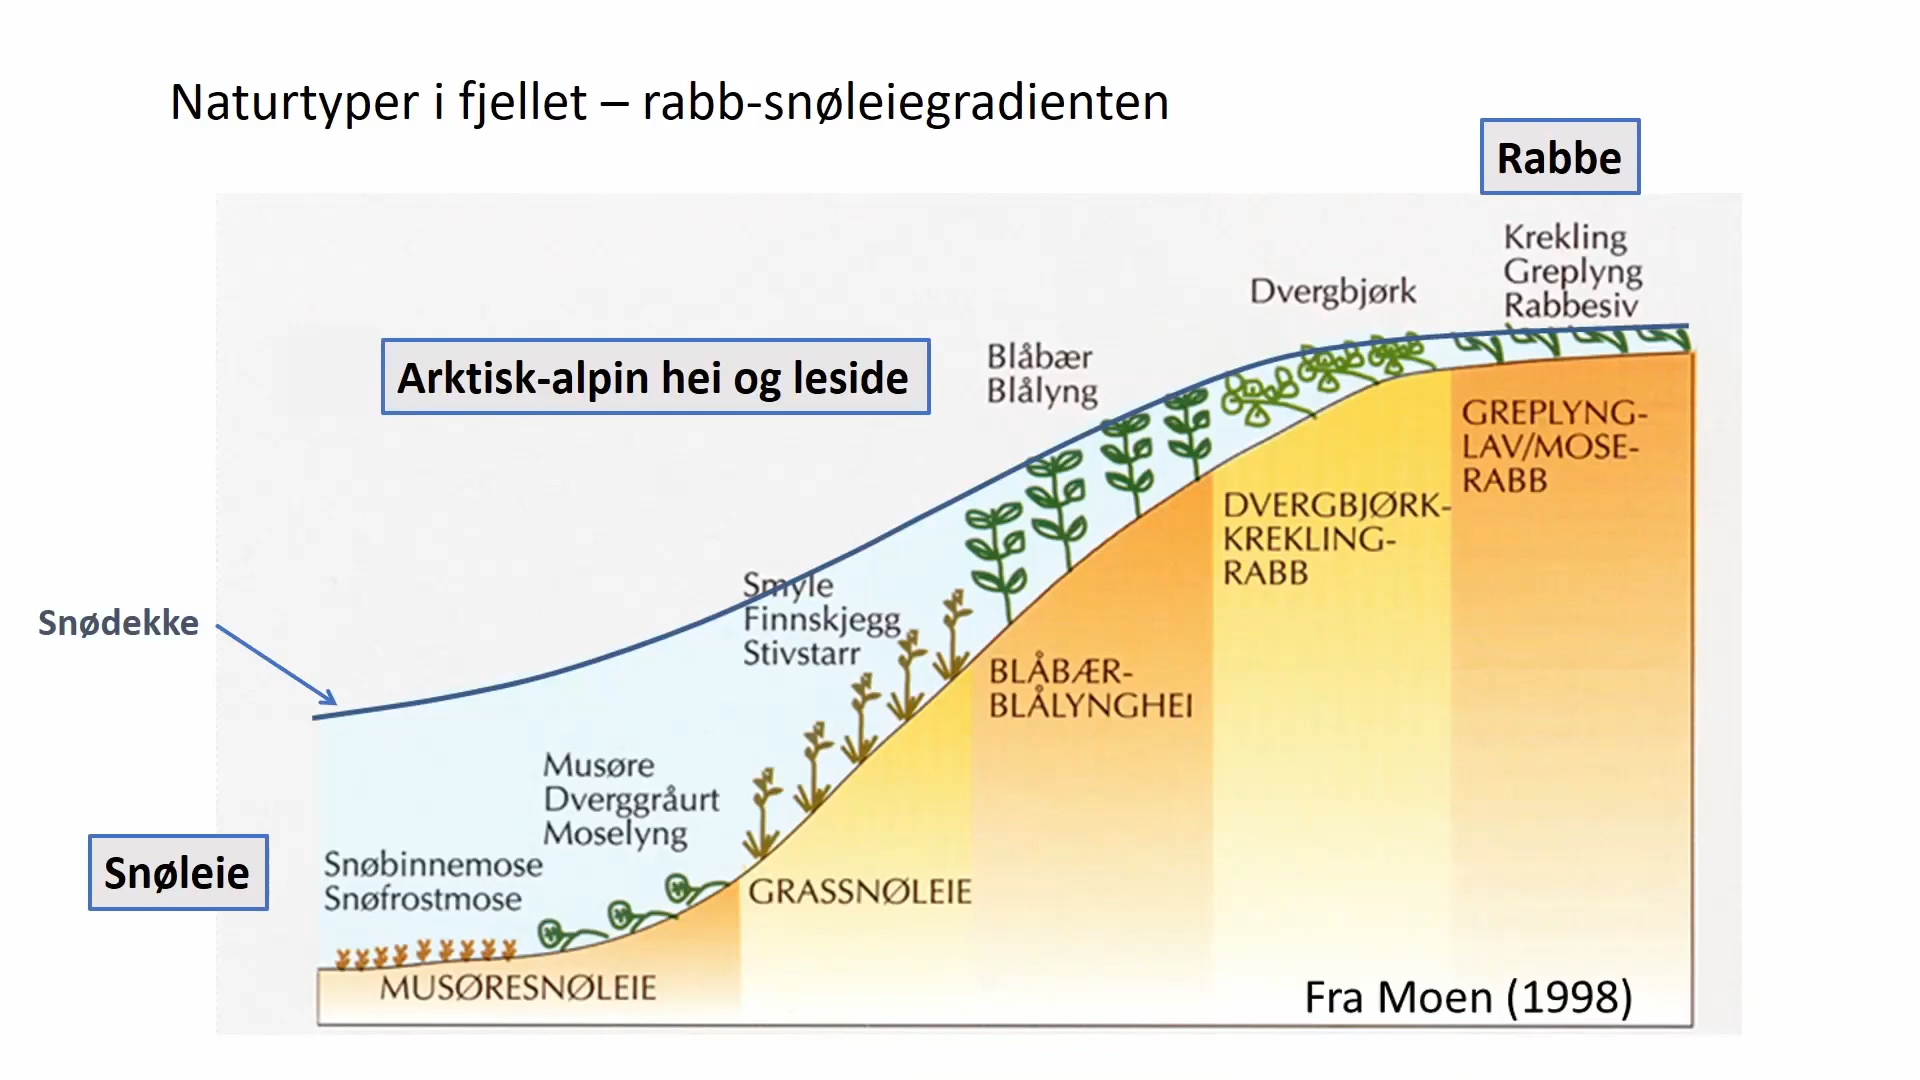 Naturtyper i fjellet – rabb-snøleiegradienten
Rabbe
Krekling
Greplyng
Rabbesiv
Dvergbjørk
Blåbær
Blålyng
Arktisk-alpin hei og leside
GREPLYNG-
LAV/MOSE-
RABB
DVERGBJØRK-
KREKLING-
RABB
Smyle
Finnskjegg
Stivstarr
Snødekke
BLÅBÆR-
BLÅLYNGHEI
Musøre
Dverggråurt
Moselyng
Snøleie
Snøbinnemose
Snøfrostmose
GRASSNØLEIE
MUSØRESNØLEIE
Fra Moen (1998)